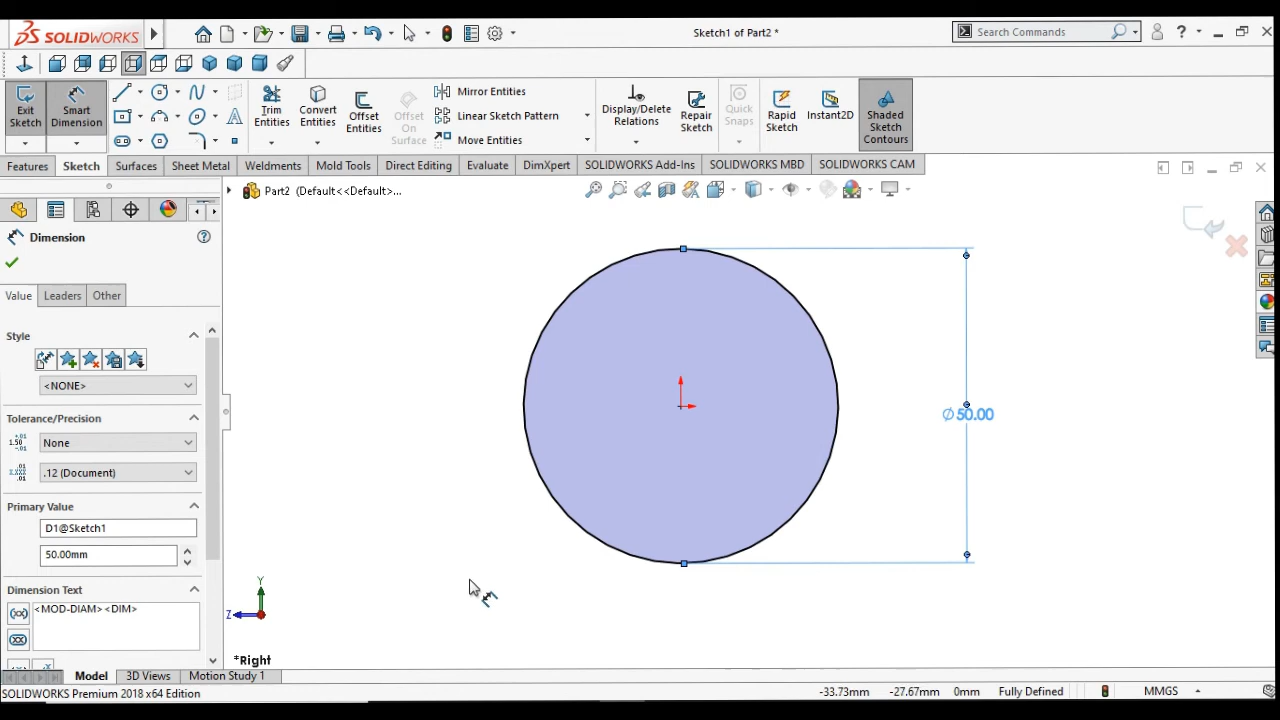 SOLIDWORKS
Sketch1 of Part2 *
Search Commands
?
Exit Sketch
Smart Dimension
Trim Entities
Convert Entities
Offset Entities
Offset On Surface
Mirror Entities
Linear Sketch Pattern
Move Entities
Display/Delete Relations
Repair Sketch
Quick Snaps
Rapid Sketch
Instant2D
Shaded Sketch Contours
Features
Sketch
Surfaces
Sheet Metal
Weldments
Mold Tools
Direct Editing
Evaluate
DimXpert
SOLIDWORKS Add-Ins
SOLIDWORKS MBD
SOLIDWORKS CAM
Part2 (Default<<Default>...
Dimension
?
Value
Leaders
Other
Style
<NONE>
Tolerance/Precision
None
.12 (Document)
Primary Value
D1@Sketch1
50.00mm
Dimension Text
<MOD-DIAM><DIM>
∅50.00
Y
Z
*Right
Model
3D Views
Motion Study 1
SOLIDWORKS Premium 2018 x64 Edition
-33.73mm
-27.67mm
0mm
Fully Defined
MMGS